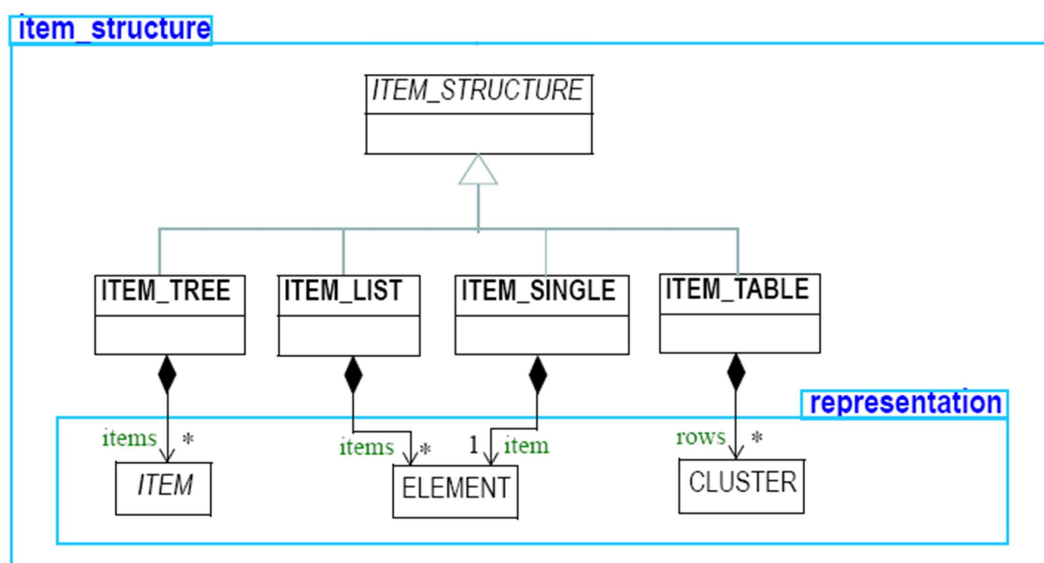 item_structure
ITEM_STRUCTURE
ITEM_TREE
ITEM_LIST
ITEM_SINGLE
ITEM_TABLE
representation
items *
items *
1 item
rows *
ITEM
ELEMENT
CLUSTER